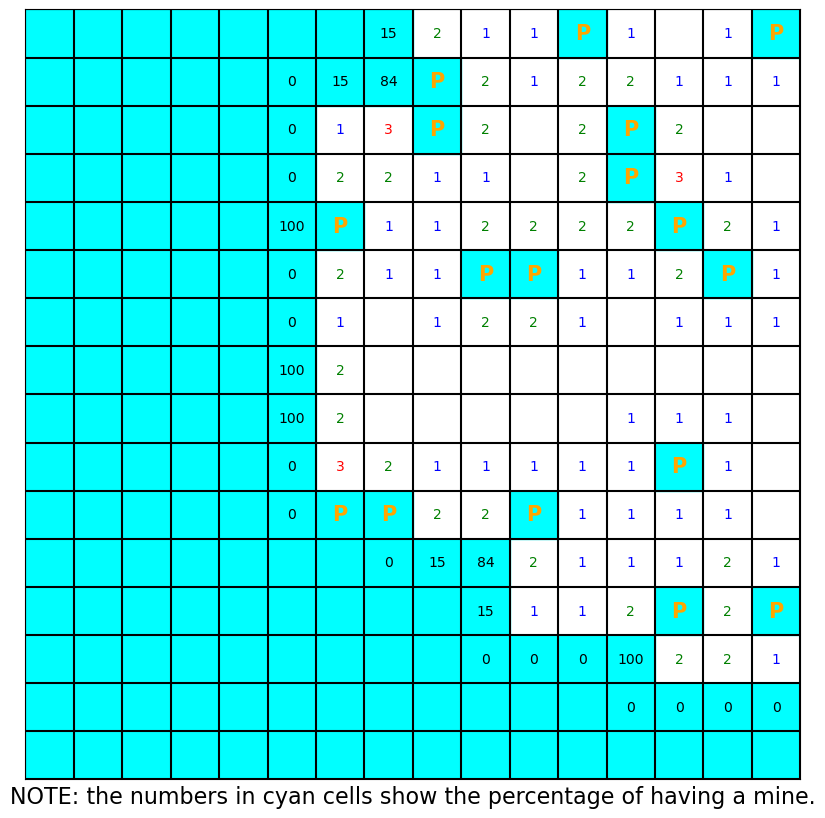 15 2 1 1 P 1 1 P
0 15 84 P 2 1 2 2 1 1 1
0 1 3 P 2 2 P 2
0 2 2 1 1 2 P 3 1
100 P 1 1 2 2 2 2 P 2 1
0 2 1 1 P P 1 1 2 P 1
0 1 1 2 2 1 1 1 1
100 2
100 2 1 1 1
0 3 2 1 1 1 1 1 P 1
0 P P 2 2 P 1 1 1 1
0 15 84 2 1 1 1 2 1
15 1 1 2 P 2 P
0 0 0 100 2 2 1
0 0 0 0
NOTE: the numbers in cyan cells show the percentage of having a mine.